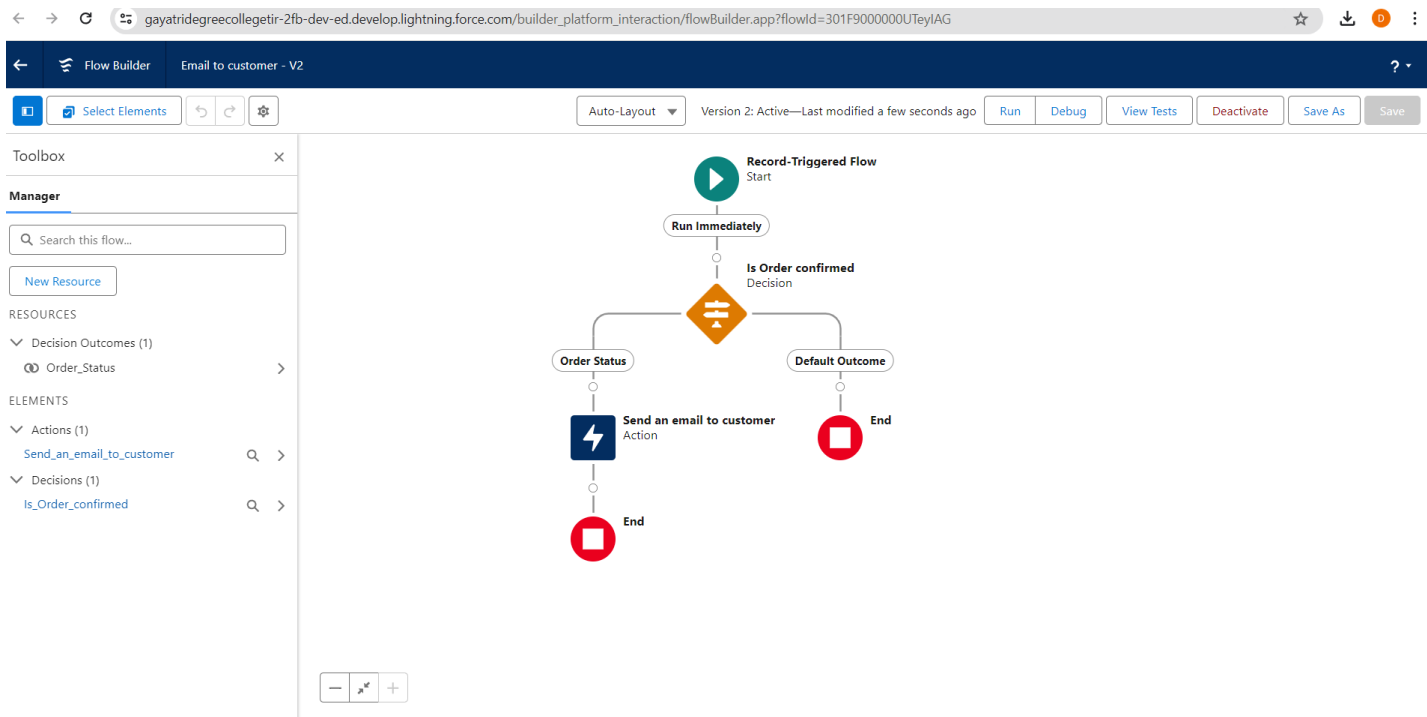 gayatridegreecollegetir-2fb-dev-ed.develop.lightning.force.com/builder_platform_interaction/flowBuilder.app?flowId=301F9000000UTeyIAG
D
Flow Builder
Email to customer - V2
?
Select Elements
Auto-Layout
Version 2: Active—Last modified a few seconds ago
Run
Debug
View Tests
Deactivate
Save As
Save
Toolbox
Manager
Search this flow...
New Resource
RESOURCES
Decision Outcomes (1)
Order_Status
ELEMENTS
Actions (1)
Send_an_email_to_customer
Decisions (1)
Is_Order_confirmed
Record-Triggered Flow
Start
Run Immediately
Is Order confirmed
Decision
Order Status
Default Outcome
Send an email to customer
Action
End
End